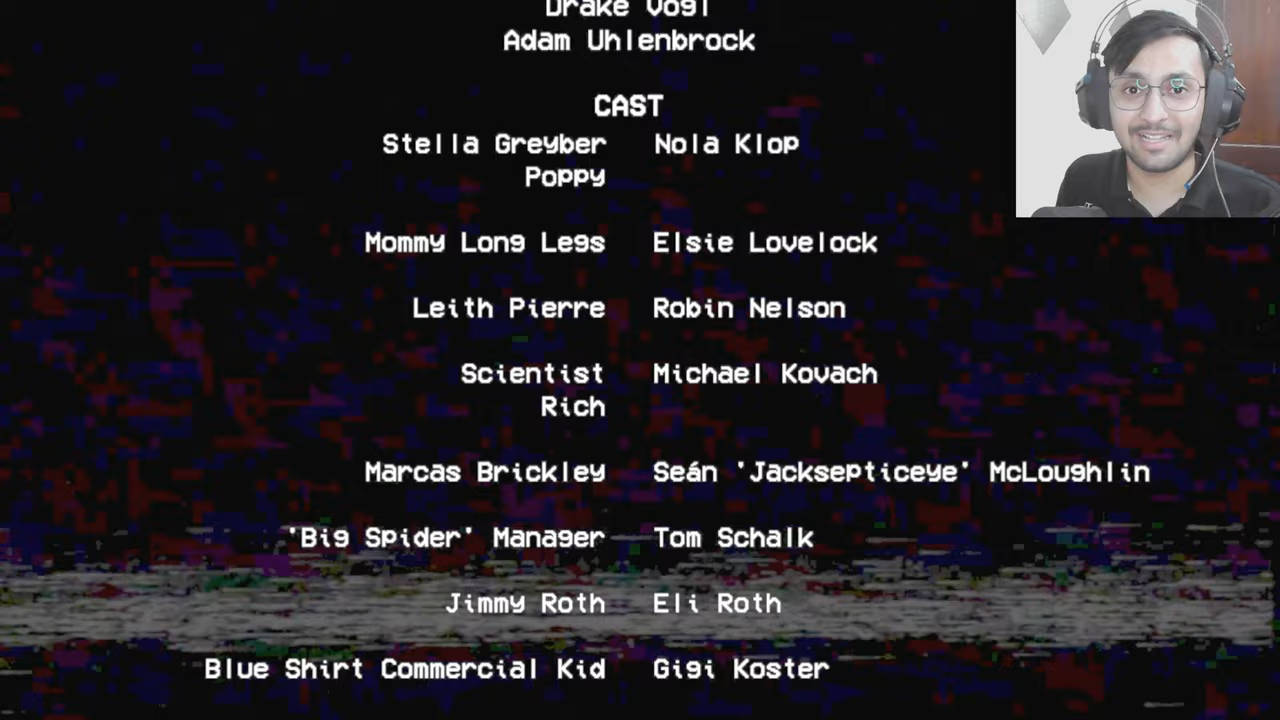 Drake Vogl
Adam Uhlenbrock
CAST
Stella Greyber Nola Klop
Poppy
Mommy Long Legs Elsie Lovelock
Leith Pierre Robin Nelson
Scientist Michael Kovach
Rich
Marcas Brickley Seán 'Jacksepticeye' McLoughlin
'Big Spider' Manager Tom Schalk
Jimmy Roth Eli Roth
Blue Shirt Commercial Kid Gigi Koster